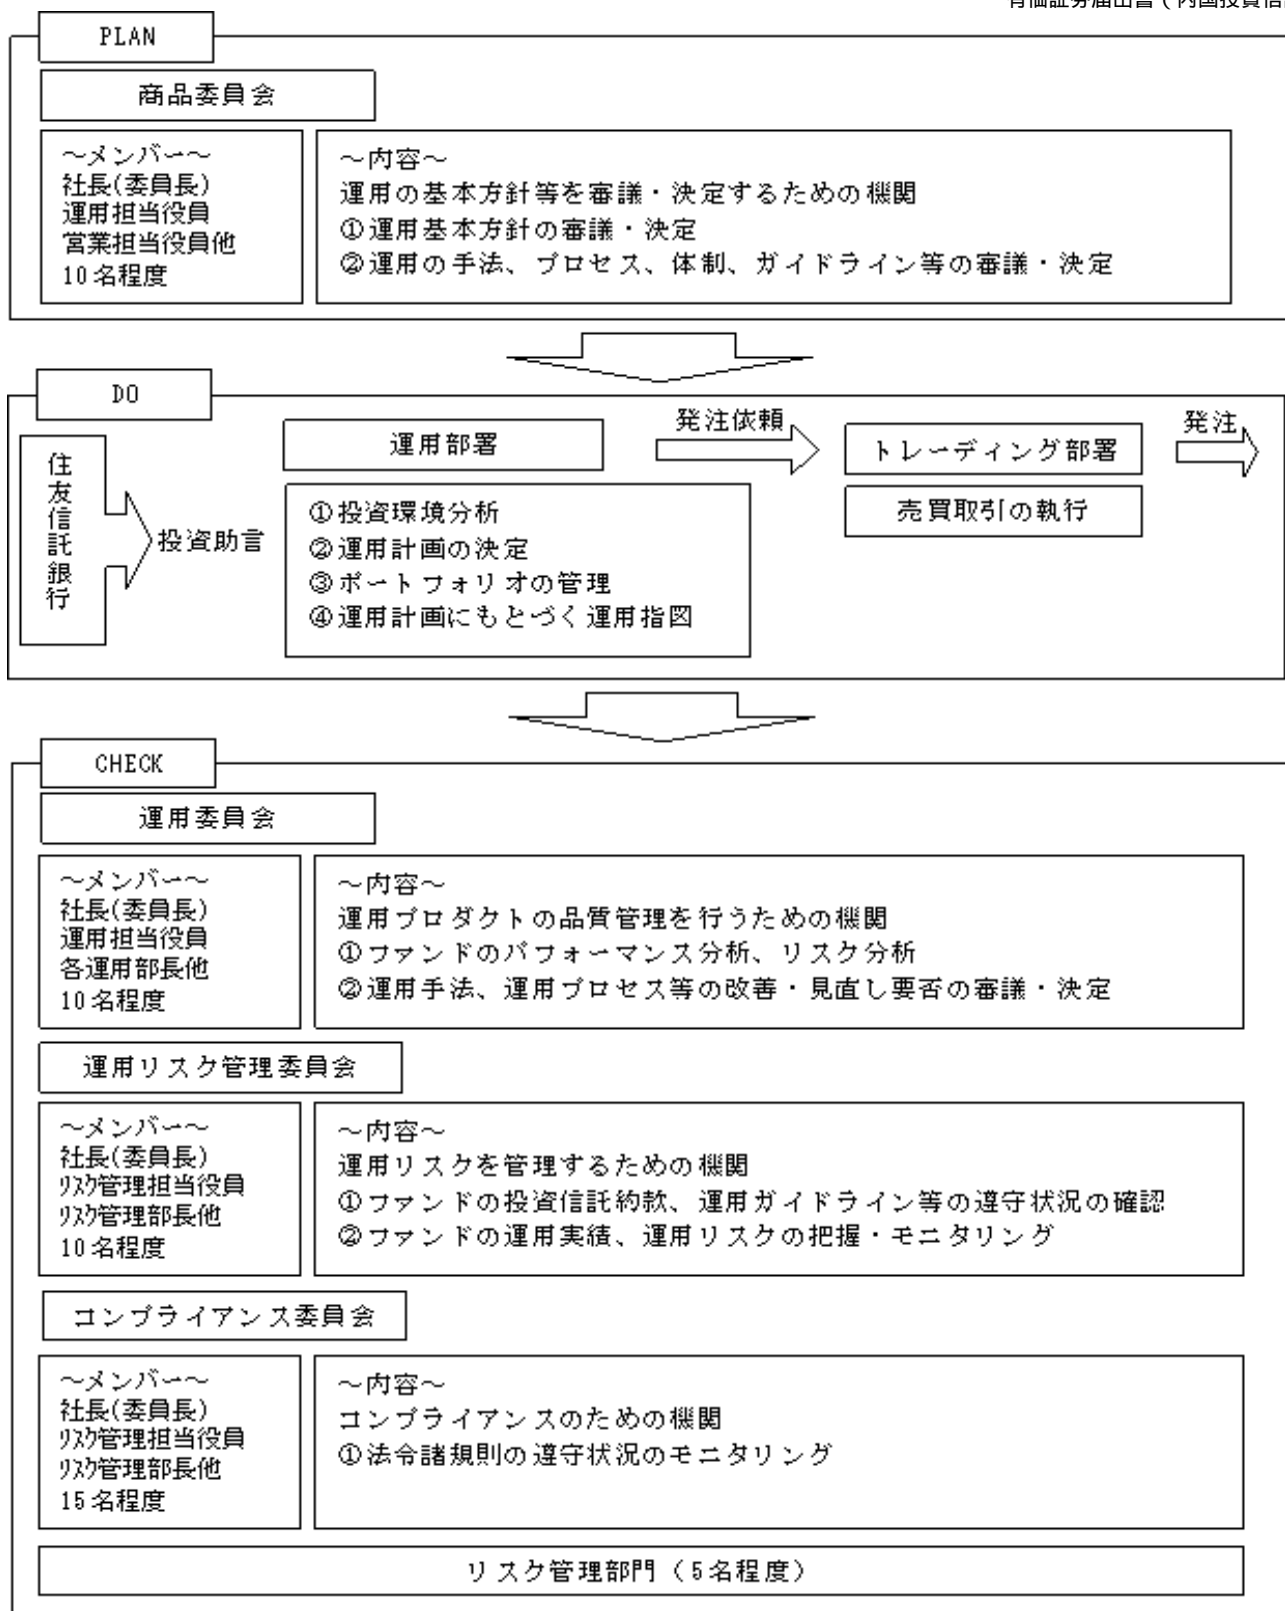 有価証券届出書（内国投資信
PLAN
商品委員会
～メンバー～
社長(委員長)
運用担当役員
営業担当役員他
10名程度
～内容～
運用の基本方針等を審議・決定するための機関
①運用基本方針の審議・決定
②運用の手法、プロセス、体制、ガイドライン等の審議・決定
DO
住友信託銀行
投資助言
運用部署
①投資環境分析
②運用計画の決定
③ポートフォリオの管理
④運用計画にもとづく運用指図
発注依頼
トレーディング部署
売買取引の執行
発注
CHECK
運用委員会
～メンバー～
社長(委員長)
運用担当役員
各運用部長他
10名程度
～内容～
運用プロダクトの品質管理を行うための機関
①ファンドのパフォーマンス分析、リスク分析
②運用手法、運用プロセス等の改善・見直し要否の審議・決定
運用リスク管理委員会
～メンバー～
社長(委員長)
ﾘｽｸ管理担当役員
ﾘｽｸ管理部長他
10名程度
～内容～
運用リスクを管理するための機関
①ファンドの投資信託約款、運用ガイドライン等の遵守状況の確認
②ファンドの運用実績、運用リスクの把握・モニタリング
コンプライアンス委員会
～メンバー～
社長(委員長)
ﾘｽｸ管理担当役員
ﾘｽｸ管理部長他
15名程度
～内容～
コンプライアンスのための機関
①法令諸規則の遵守状況のモニタリング
リスク管理部門（5名程度）